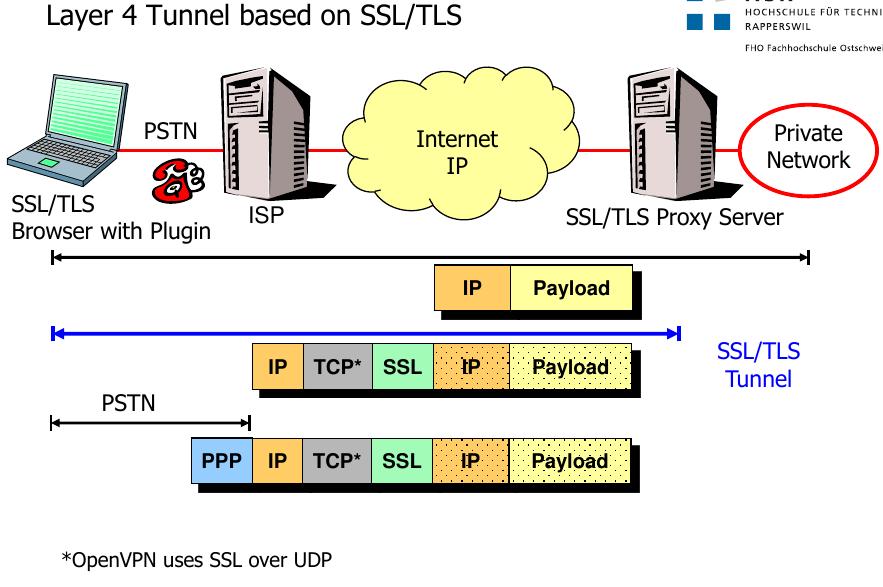 Layer 4 Tunnel based on SSL/TLS
HOCHSCHULE FÜR TECHNI
RAPPERSWIL
FHO Fachhochschule Ostschwei
PSTN
Internet
IP
Private
Network
SSL/TLS
Browser with Plugin
ISP
SSL/TLS Proxy Server
IP Payload
IP TCP* SSL IP Payload
SSL/TLS
Tunnel
PSTN
PPP IP TCP* SSL IP Payload
*OpenVPN uses SSL over UDP